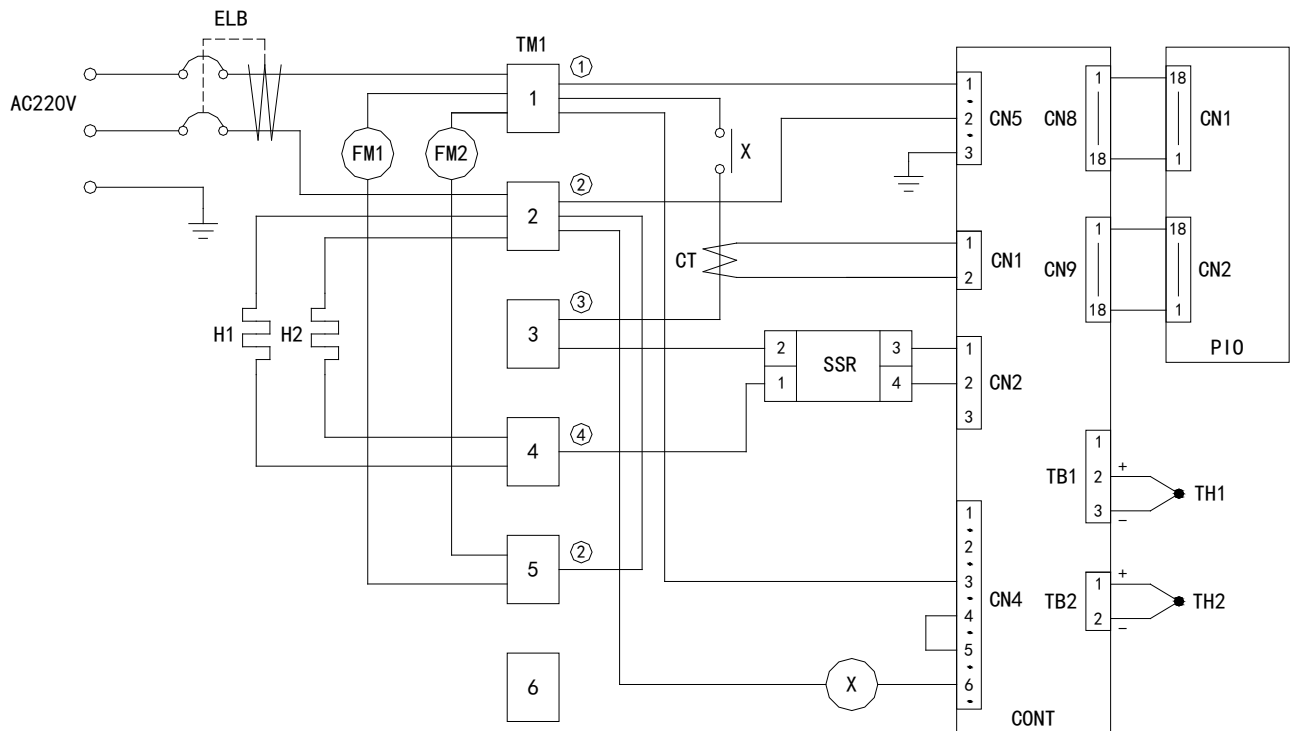 ELB
TM1
AC220V
①
1
FM1
FM2
X
②
2
CT
③
3
H1
H2
2
1
SSR
3
4
④
4
②
5
6
X
1
2
3
CN5
1
2
CN1
1
2
3
CN2
1
2
3
4
5
6
CN4
CONT
CN8
1
18
18
1
CN1
CN9
1
18
18
1
CN2
PIO
TB1
1
2
3
+
−
TH1
TB2
1
2
+
−
TH2